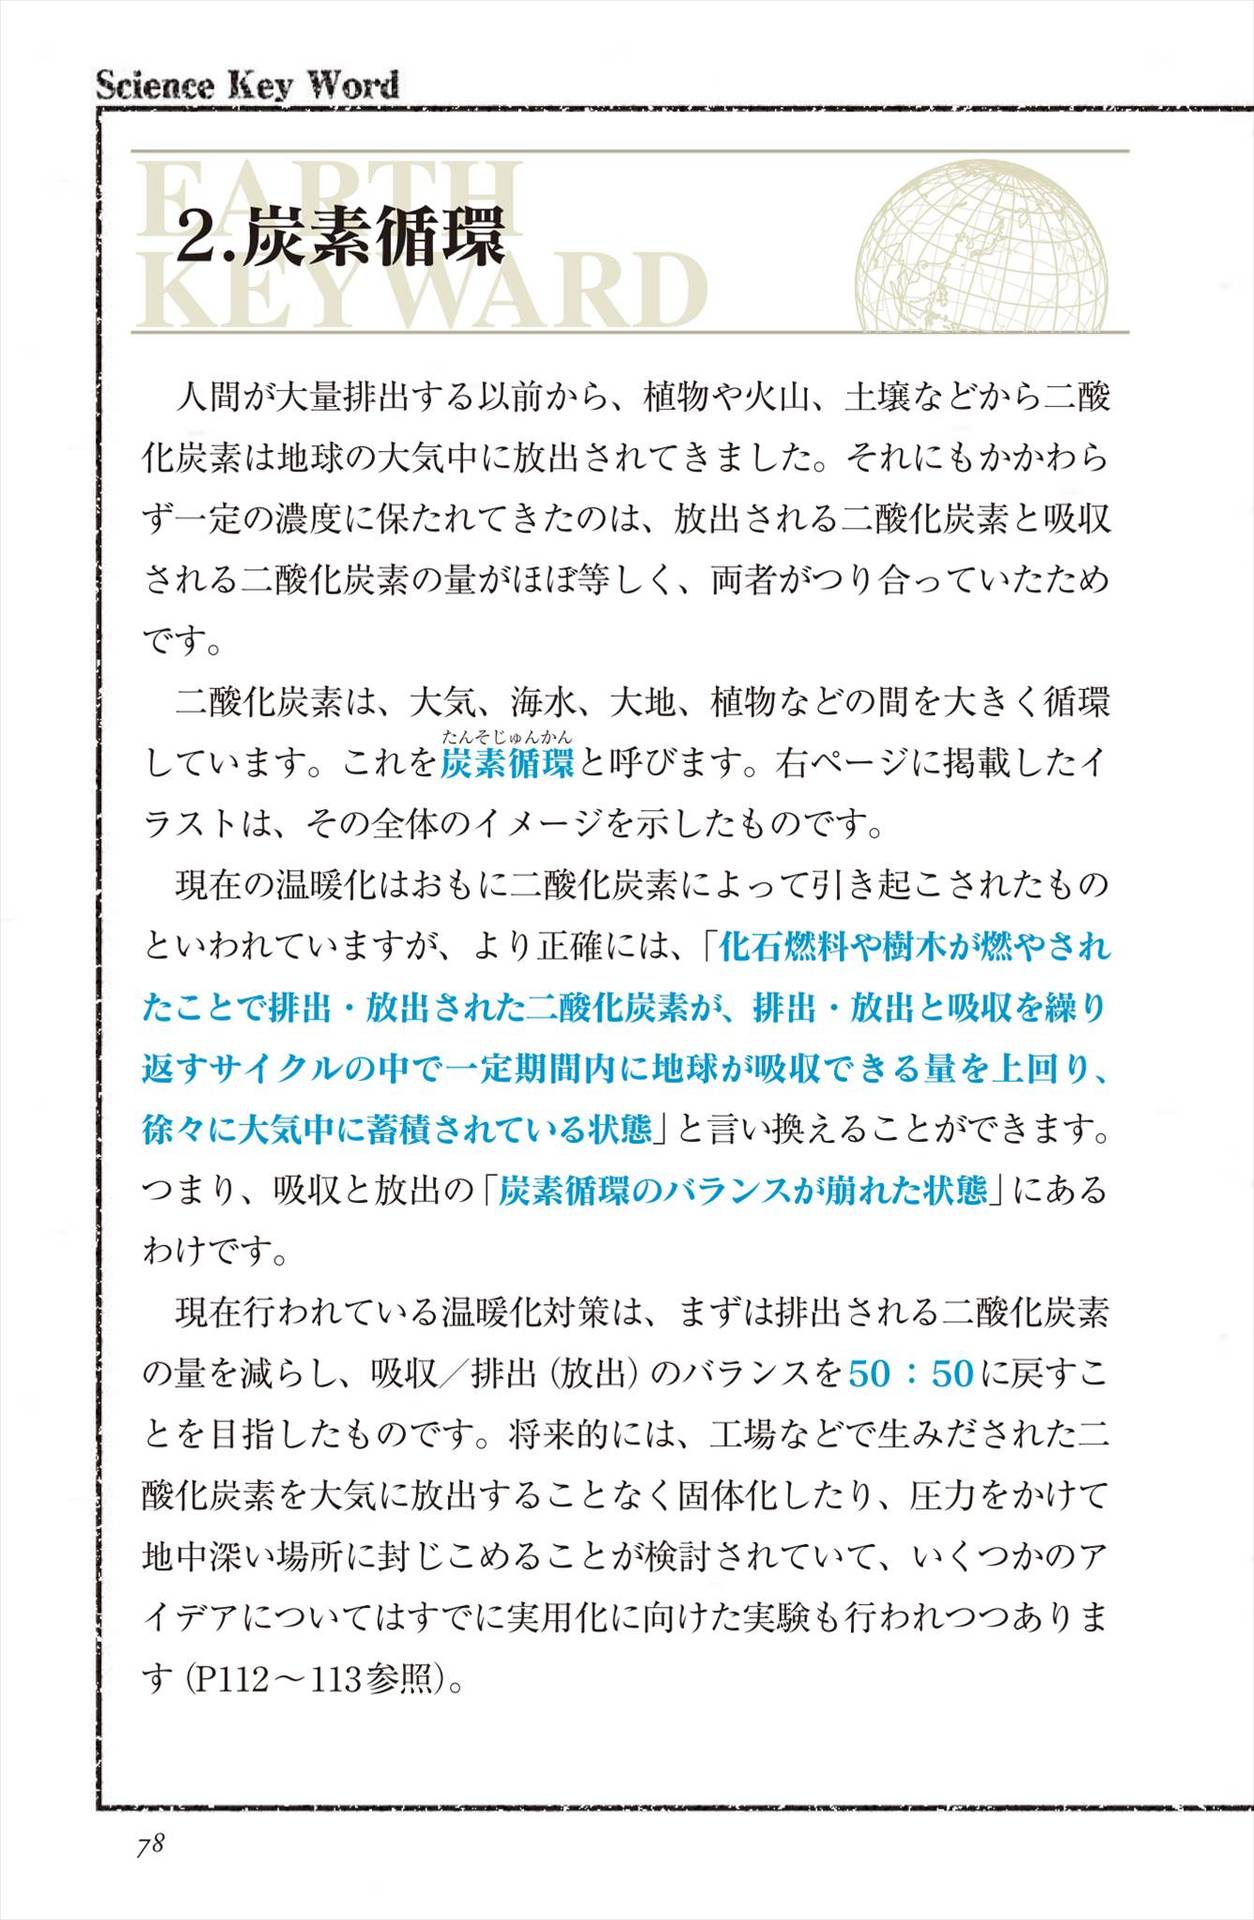 Science Key Word
EARTH
KEYWARD
2.炭素循環
人間が大量排出する以前から、植物や火山、土壌などから二酸
化炭素は地球の大気中に放出されてきました。それにもかかわら
ず一定の濃度に保たれてきたのは、放出される二酸化炭素と吸収
される二酸化炭素の量がほぼ等しく、両者がつり合っていたため
です。
二酸化炭素は、大気、海水、大地、植物などの間を大きく循環
たんそじゅんかん
しています。これを炭素循環と呼びます。右ページに掲載したイ
ラストは、その全体のイメージを示したものです。
現在の温暖化はおもに二酸化炭素によって引き起こされたもの
といわれていますが、より正確には、「化石燃料や樹木が燃やされ
たことで排出・放出された二酸化炭素が、排出・放出と吸収を繰り
返すサイクルの中で一定期間内に地球が吸収できる量を上回り、
徐々に大気中に蓄積されている状態」と言い換えることができます。
つまり、吸収と放出の「炭素循環のバランスが崩れた状態」にある
わけです。
現在行われている温暖化対策は、まずは排出される二酸化炭素
の量を減らし、吸収／排出（放出）のバランスを50：50に戻すこ
とを目指したものです。将来的には、工場などで生みだされた二
酸化炭素を大気に放出することなく固体化したり、圧力をかけて
地中深い場所に封じこめることが検討されていて、いくつかのア
イデアについてはすでに実用化に向けた実験も行われつつありま
す（P112～113参照）。
78